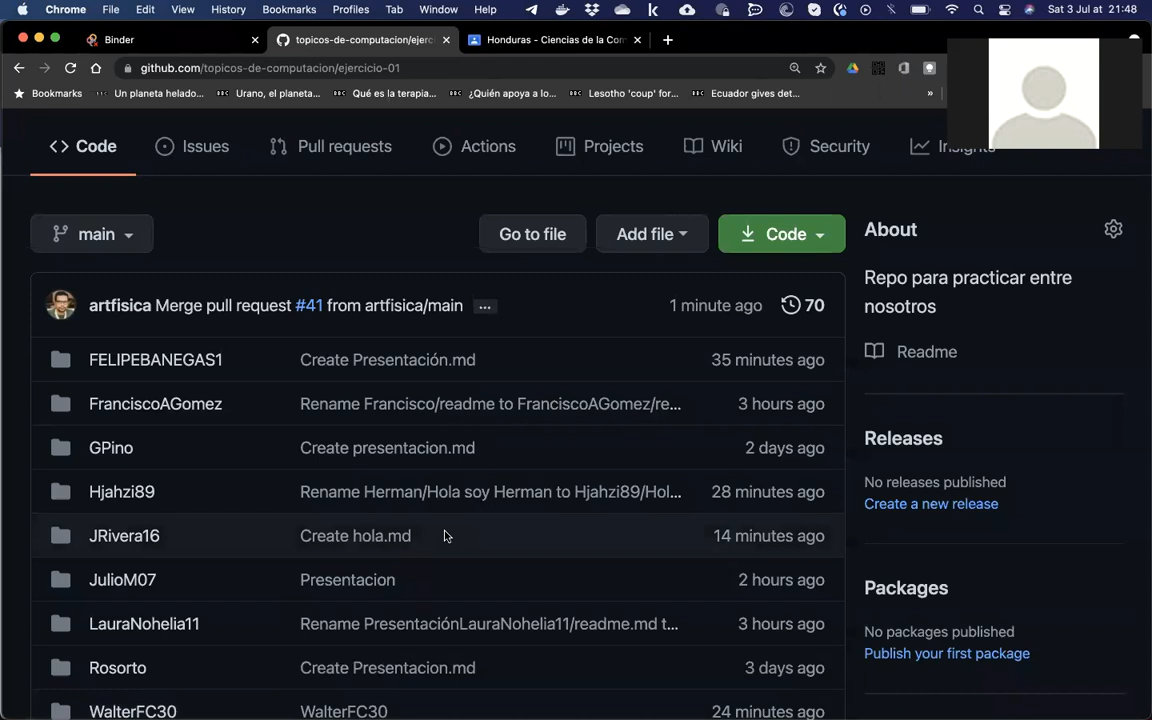 Chrome File Edit View History Bookmarks Profiles Tab Window Help Sat 3 Jul at 21:48
Binder
topicos-de-computacion/ejerc
Honduras - Ciencias de la Com
github.com/topicos-de-computacion/ejercicio-01
Bookmarks BBC Un planeta helado... BBC Urano, el planeta... BBC Qué es la terapia... BBC ¿Quién apoya a lo... BBC Lesotho 'coup' for... BBC Ecuador gives det... »
<> Code Issues Pull requests Actions Projects Wiki Security Insights
main Go to file Add file Code
About
Repo para practicar entre
nosotros
Readme
Releases
No releases published
Create a new release
Packages
No packages published
Publish your first package
artfisica Merge pull request #41 from artfisica/main ... 1 minute ago 70
FELIPEBANEGAS1 Create Presentación.md 35 minutes ago
FranciscoAGomez Rename Francisco/readme to FranciscoAGomez/re... 3 hours ago
GPino Create presentacion.md 2 days ago
Hjahzi89 Rename Herman/Hola soy Herman to Hjahzi89/Hol... 28 minutes ago
JRivera16 Create hola.md 14 minutes ago
JulioM07 Presentacion 2 hours ago
LauraNohelia11 Rename PresentaciónLauraNohelia11/readme.md t... 3 hours ago
Rosorto Create Presentacion.md 3 days ago
WalterFC30 WalterFC30 24 minutes ago